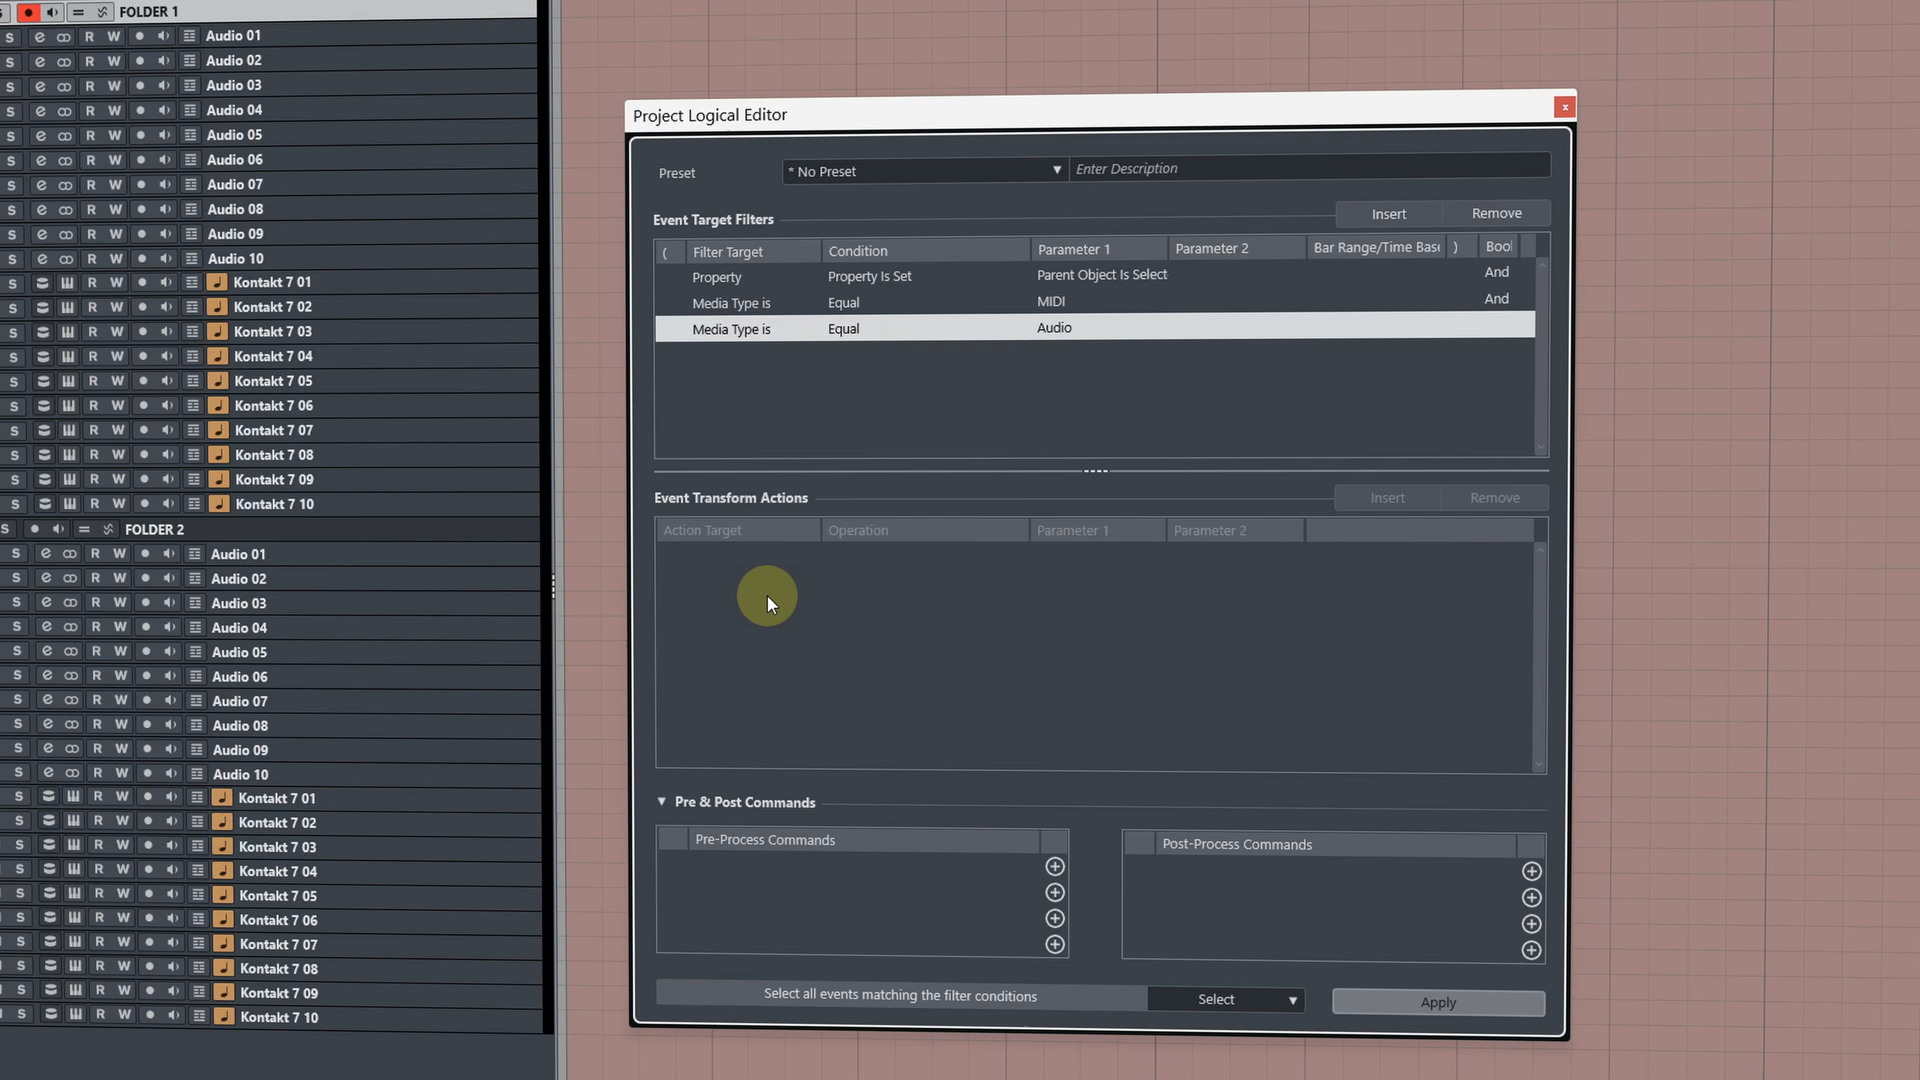 FOLDER 1
S e R W Audio 01
S e R W Audio 02
S e R W Audio 03
S e R W Audio 04
S e R W Audio 05
S e R W Audio 06
S e R W Audio 07
S e R W Audio 08
S e R W Audio 09
S e R W Audio 10
S R W Kontakt 7 01
S R W Kontakt 7 02
S R W Kontakt 7 03
S R W Kontakt 7 04
S R W Kontakt 7 05
S R W Kontakt 7 06
S R W Kontakt 7 07
S R W Kontakt 7 08
S R W Kontakt 7 09
S R W Kontakt 7 10
S FOLDER 2
S e R W Audio 01
S e R W Audio 02
S e R W Audio 03
S e R W Audio 04
S e R W Audio 05
S e R W Audio 06
S e R W Audio 07
S e R W Audio 08
S e R W Audio 09
S e R W Audio 10
S R W Kontakt 7 01
S R W Kontakt 7 02
S R W Kontakt 7 03
S R W Kontakt 7 04
S R W Kontakt 7 05
S R W Kontakt 7 06
S R W Kontakt 7 07
S R W Kontakt 7 08
S R W Kontakt 7 09
S R W Kontakt 7 10
Project Logical Editor x
Preset * No Preset Enter Description
Event Target Filters Insert Remove
( Filter Target Condition Parameter 1 Parameter 2 Bar Range/Time Base ) Bool
Property Property Is Set Parent Object Is Select And
Media Type is Equal MIDI And
Media Type is Equal Audio
Event Transform Actions Insert Remove
Action Target Operation Parameter 1 Parameter 2
Pre & Post Commands
Pre-Process Commands
Post-Process Commands
Select all events matching the filter conditions Select Apply